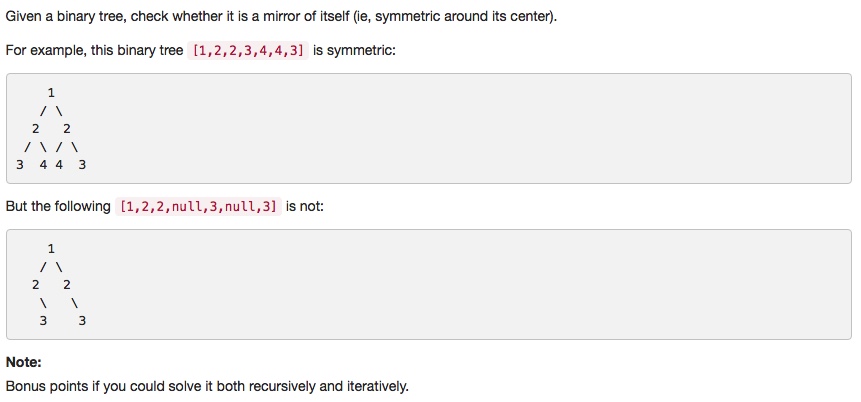 Given a binary tree, check whether it is a mirror of itself (ie, symmetric around its center).
For example, this binary tree [1,2,2,3,4,4,3] is symmetric:
    1
   / \
  2   2
 / \ / \
3  4 4  3
But the following [1,2,2,null,3,null,3] is not:
    1
   / \
  2   2
   \   \
   3    3
Note:
Bonus points if you could solve it both recursively and iteratively.